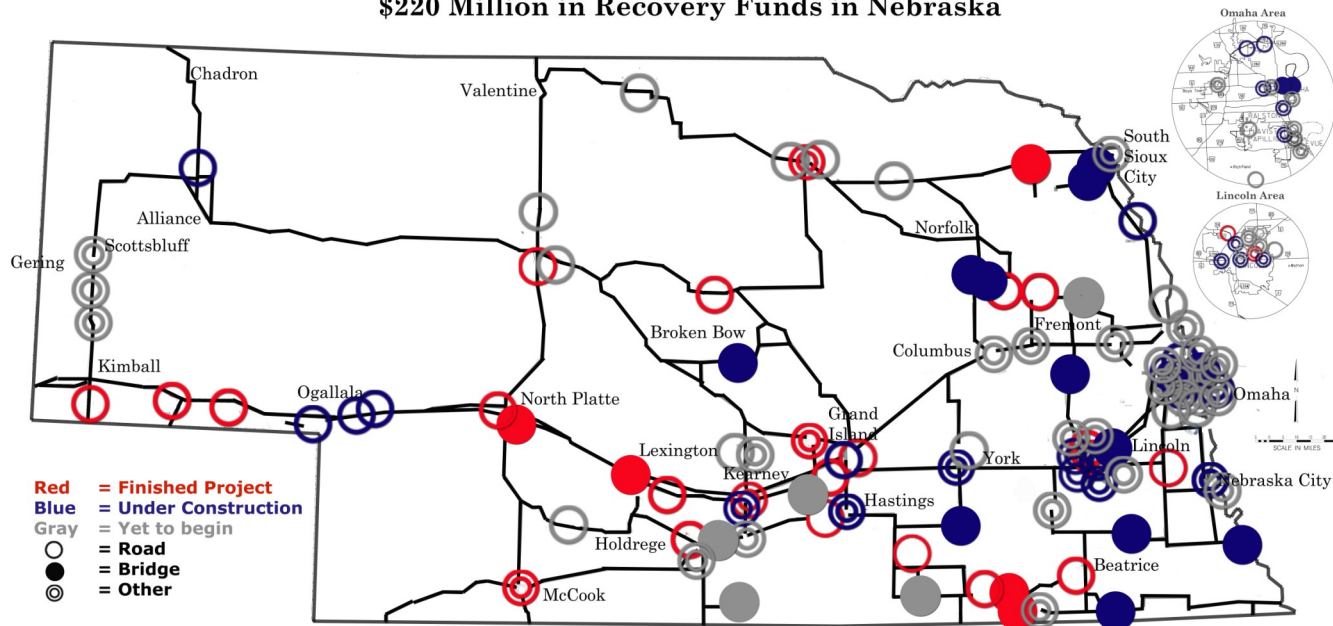 $220 Million in Recovery Funds in Nebraska
Omaha Area
Chadron
Valentine
RALSTON
South
Sioux
City
Lincoln Area
Alliance
Norfolk
Scottsbluff
Gering
Broken Bow
Fremont
Columbus
Kimball
Ogallala
North Platte
Omaha
Grand
Island
Lexington
Lincoln
SCALE IN MILES
York
Kearney
Nebraska City
Hastings
Holdrege
Beatrice
McCook
Red = Finished Project
Blue = Under Construction
Gray = Yet to begin
= Road
= Bridge
= Other